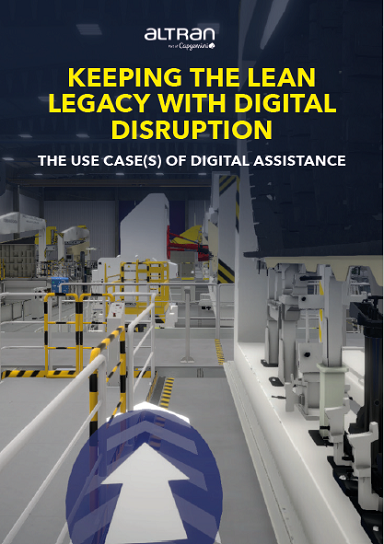 ALTRAN
Part of Capgemini
KEEPING THE LEAN
LEGACY WITH DIGITAL
DISRUPTION
THE USE CASE(S) OF DIGITAL ASSISTANCE